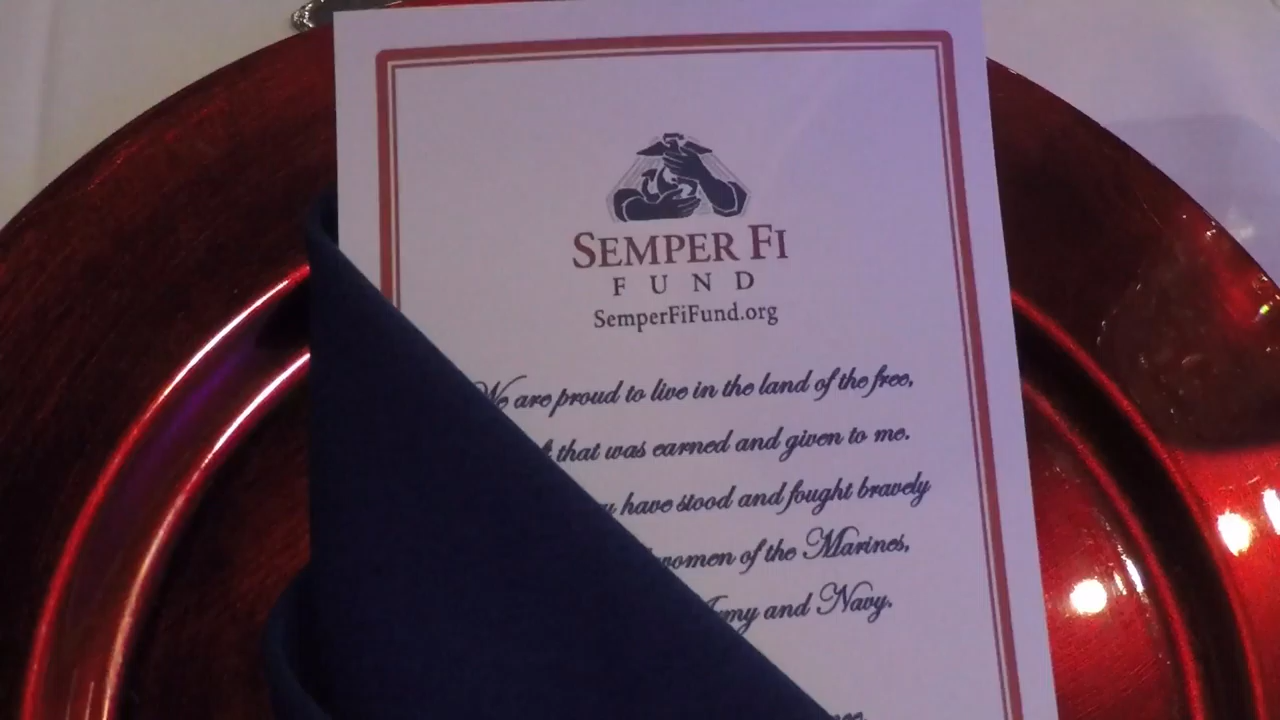 SEMPER FI
FUND
SemperFiFund.org
We are proud to live in the land of the free,
that was earned and given to me.
have stood and fought bravely
women of the Marines,
Army and Navy.